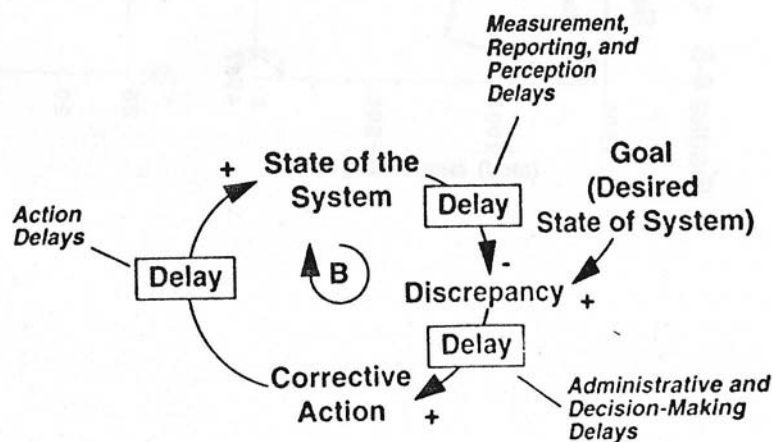 Measurement,
Reporting, and
Perception
Delays
+
State of the
System
Goal
(Desired
State of System)
Delay
Action
Delays
Delay
B
-
Discrepancy
+
Delay
Corrective
Action
+
Administrative and
Decision-Making
Delays